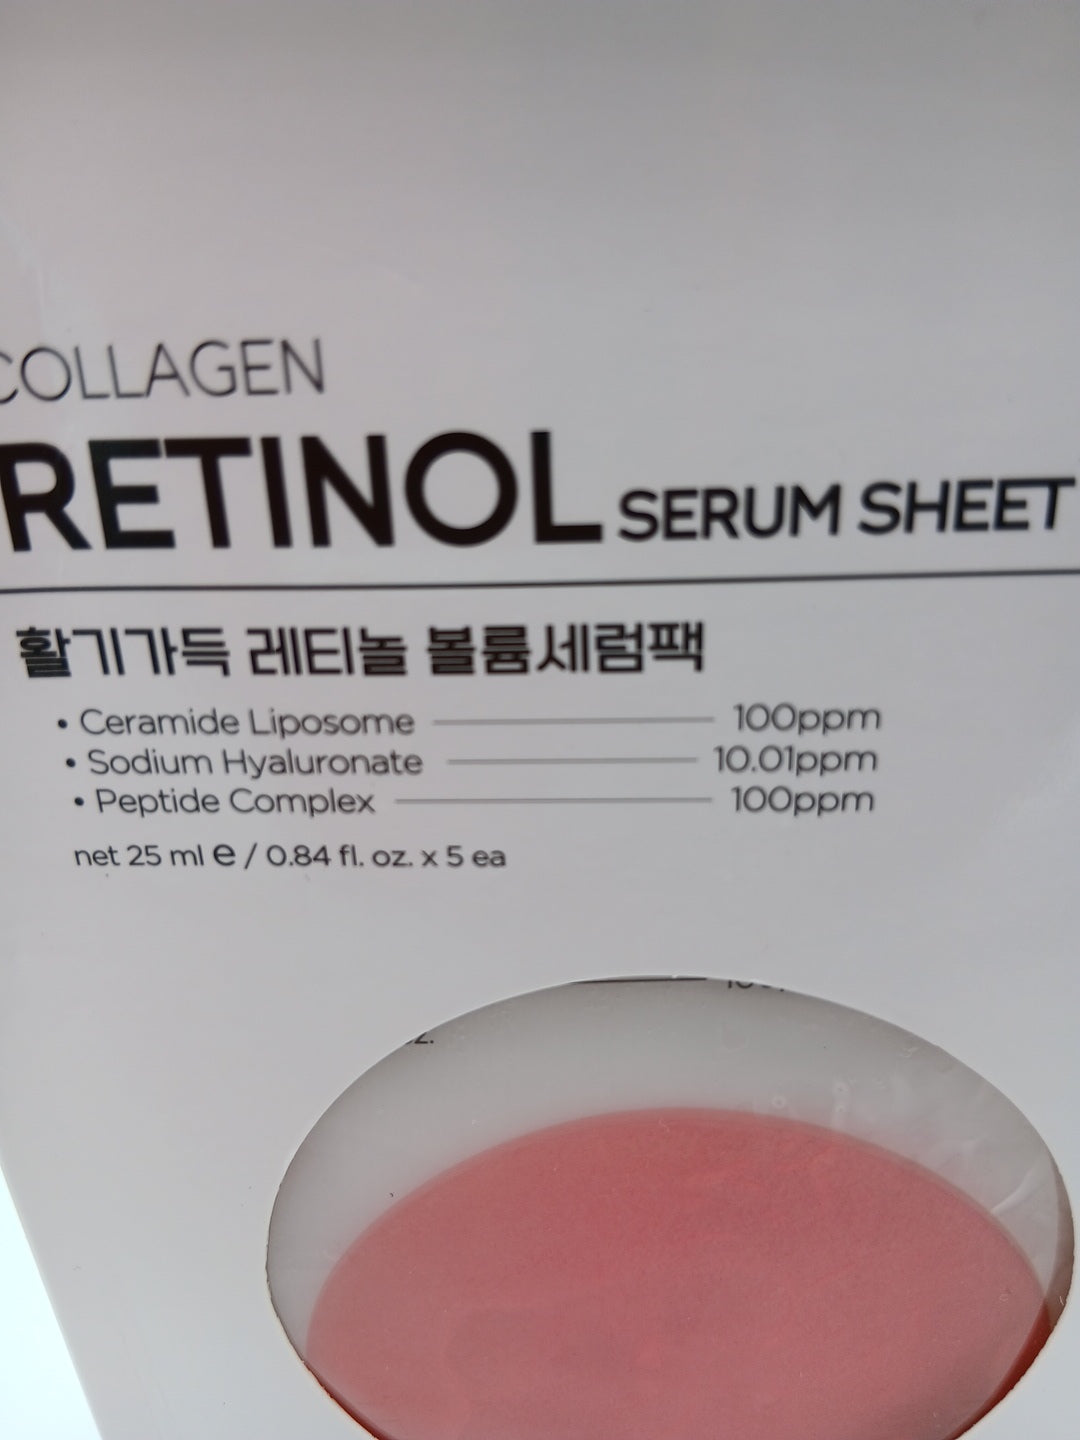 COLLAGEN
RETINOL SERUM SHEET
활기가득 레티놀 볼륨세럼팩
• Ceramide Liposome 100ppm
• Sodium Hyaluronate 10.01ppm
• Peptide Complex 100ppm
net 25 ml e / 0.84 fl. oz. x 5 ea